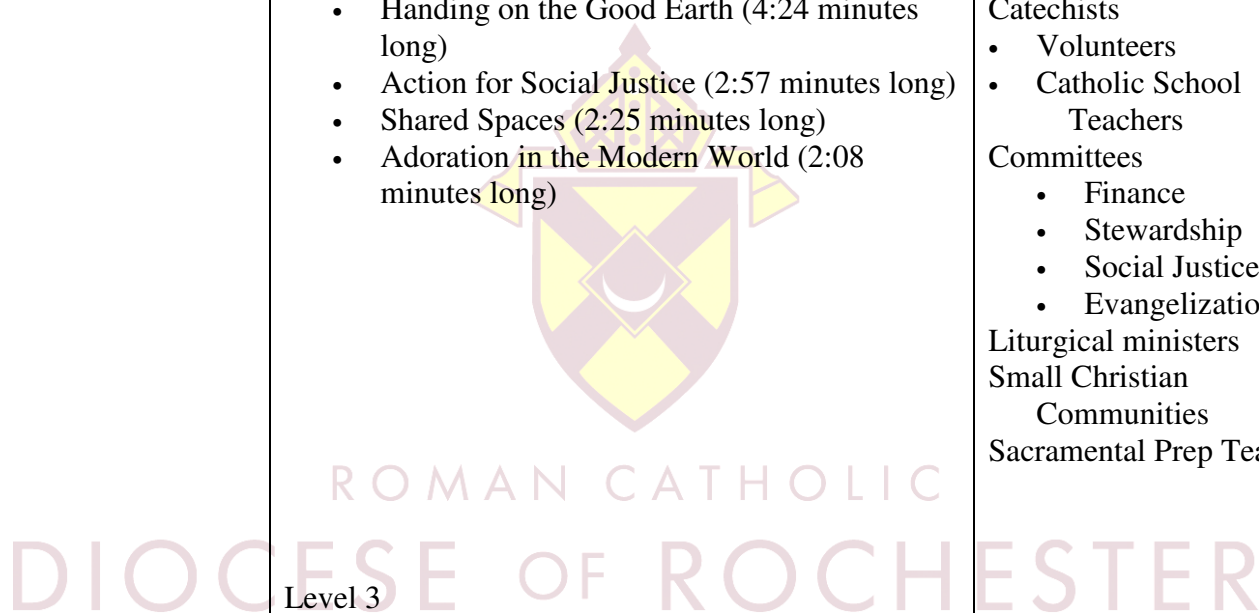 • Handing on the Good Earth (4:24 minutes
long)
• Action for Social Justice (2:57 minutes long)
• Shared Spaces (2:25 minutes long)
• Adoration in the Modern World (2:08
minutes long)
Level 3
Catechists
• Volunteers
• Catholic School
Teachers
Committees
• Finance
• Stewardship
• Social Justice
• Evangelizatio
Liturgical ministers
Small Christian
Communities
Sacramental Prep Tea
ROMAN CATHOLIC
DIOCESE OF ROCHESTER